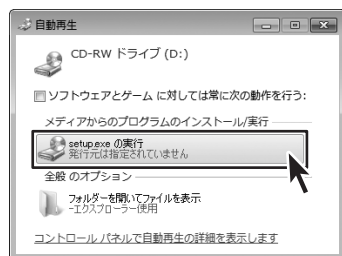 自動再生
CD-RW ドライブ (D:)
ソフトウェアとゲーム に対しては常に次の動作を行う:
メディアからのプログラムのインストール/実行
setup.exe の実行
発行元は指定されていません
全般 のオプション
フォルダーを開いてファイルを表示
-エクスプローラー使用
コントロール パネルで自動再生の詳細を表示します